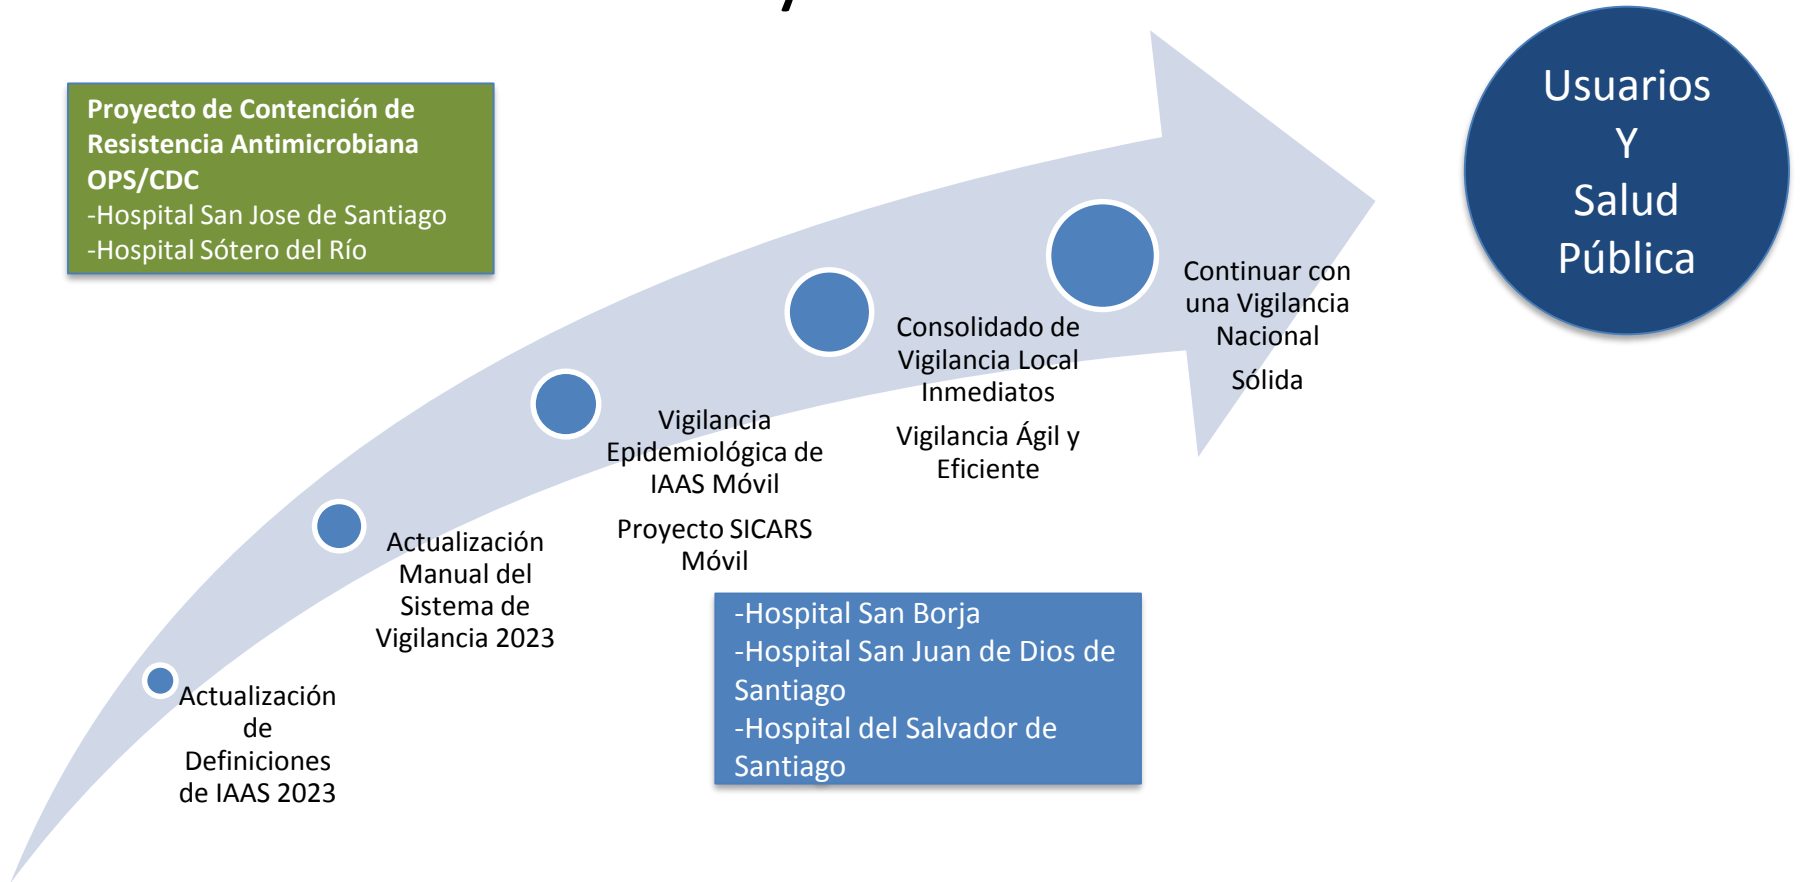 Proyecto de Contención de
Resistencia Antimicrobiana
OPS/CDC
-Hospital San Jose de Santiago
-Hospital Sótero del Río
Usuarios
Y
Salud
Pública
Continuar con
una Vigilancia
Nacional
Sólida
Consolidado de
Vigilancia Local
Inmediatos
Vigilancia Ágil y
Eficiente
Vigilancia
Epidemiológica de
IAAS Móvil
Proyecto SICARS
Móvil
Actualización
Manual del
Sistema de
Vigilancia 2023
Actualización
de
Definiciones
de IAAS 2023
-Hospital San Borja
-Hospital San Juan de Dios de
Santiago
-Hospital del Salvador de
Santiago